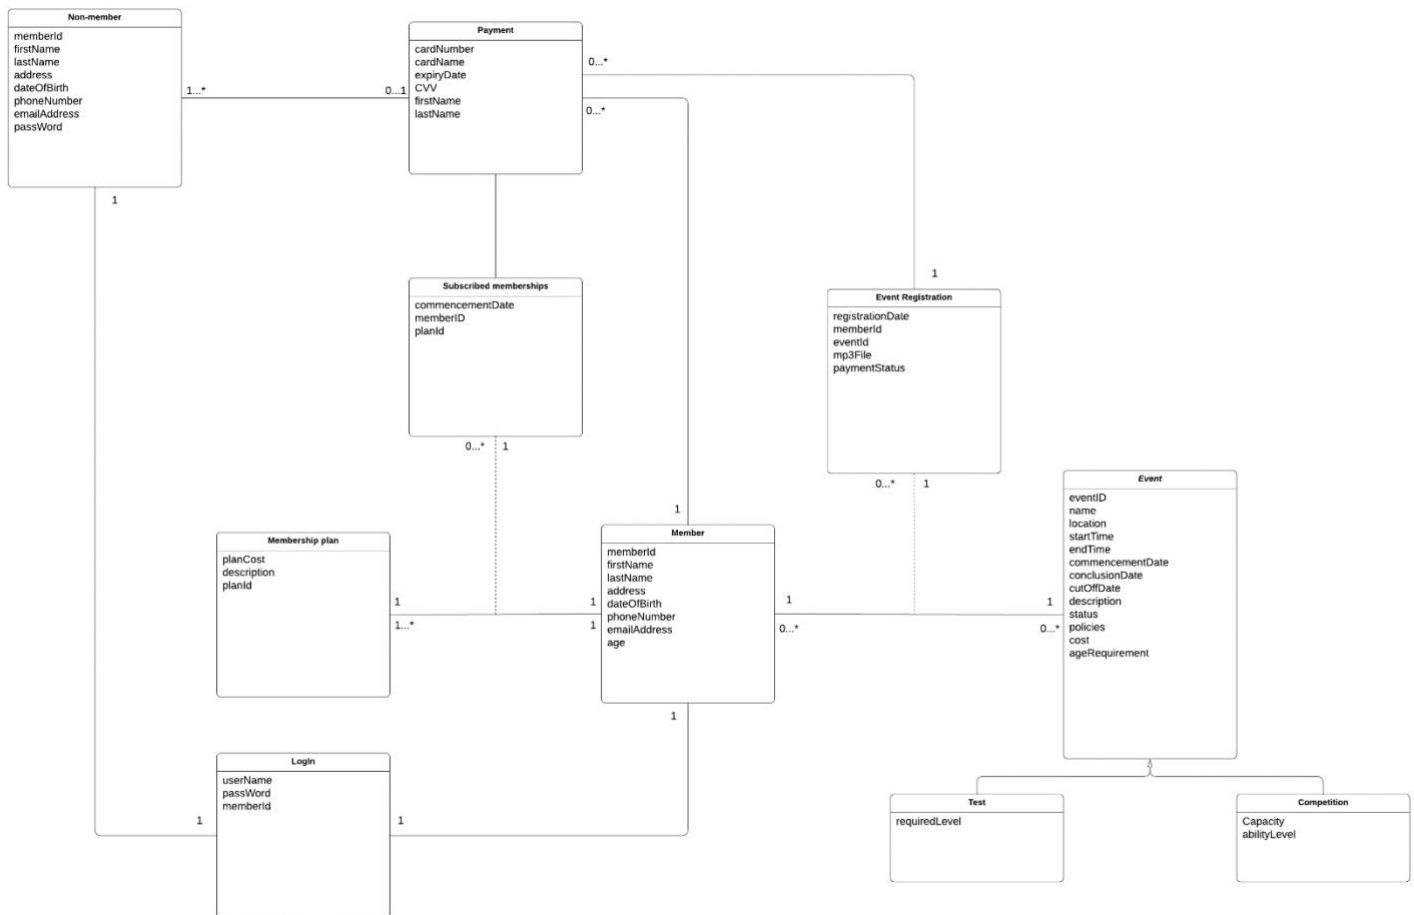 Non-member
memberId
firstName
lastName
address
dateOfBirth
phoneNumber
emailAddress
passWord
1...*
0...1
1
Payment
cardNumber
cardName
expiryDate
CVV
firstName
lastName
0...*
0...*
1
Subscribed memberships
commencementDate
memberID
planId
0...*
1
Event Registration
registrationDate
memberId
eventId
mp3File
paymentStatus
0...*
1
Membership plan
planCost
description
planId
1
1...*
1
1
1
Member
memberId
firstName
lastName
address
dateOfBirth
phoneNumber
emailAddress
age
1
0...*
1
0...*
1
Event
eventID
name
location
startTime
endTime
commencementDate
conclusionDate
cutOffDate
description
status
policies
cost
ageRequirement
LogIn
userName
passWord
memberId
1
1
Test
requiredLevel
Competition
Capacity
abilityLevel